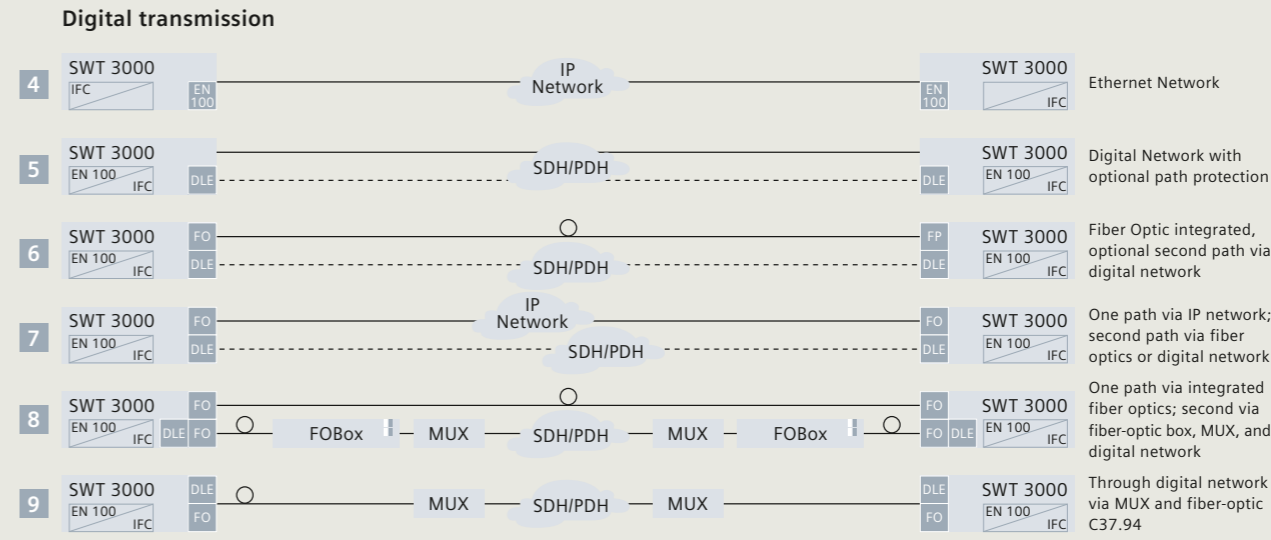 Digital transmission
4
SWT 3000
IFC
EN
100
IP
Network
EN
100
SWT 3000
IFC
Ethernet Network
5
SWT 3000
EN 100
IFC
DLE
SDH/PDH
DLE
SWT 3000
EN 100
IFC
Digital Network with
optional path protection
6
SWT 3000
EN 100
IFC
FO
DLE
SDH/PDH
FP
DLE
SWT 3000
EN 100
IFC
Fiber Optic integrated,
optional second path via
digital network
7
SWT 3000
EN 100
IFC
FO
DLE
IP
Network
SDH/PDH
FO
DLE
SWT 3000
EN 100
IFC
One path via IP network;
second path via fiber
optics or digital network
8
SWT 3000
EN 100
IFC
FO
DLE FO
FOBox
MUX
SDH/PDH
MUX
FOBox
FO
FO DLE
SWT 3000
EN 100
IFC
One path via integrated
fiber optics; second via
fiber-optic box, MUX, and
digital network
9
SWT 3000
EN 100
IFC
DLE
FO
MUX
SDH/PDH
MUX
DLE
FO
SWT 3000
EN 100
IFC
Through digital network
via MUX and fiber-optic
C37.94